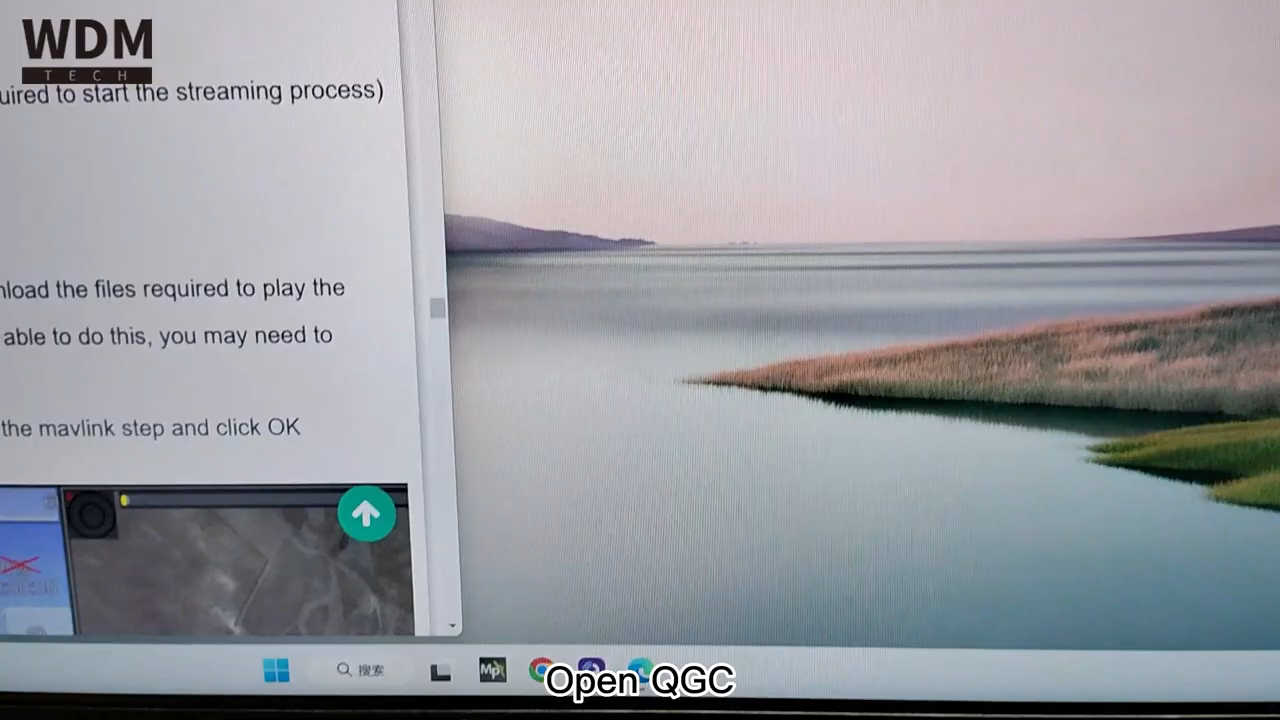 WDM
TECH
uired to start the streaming process)
nload the files required to play the
able to do this, you may need to
the mavlink step and click OK
搜索
Mp
Open QGC